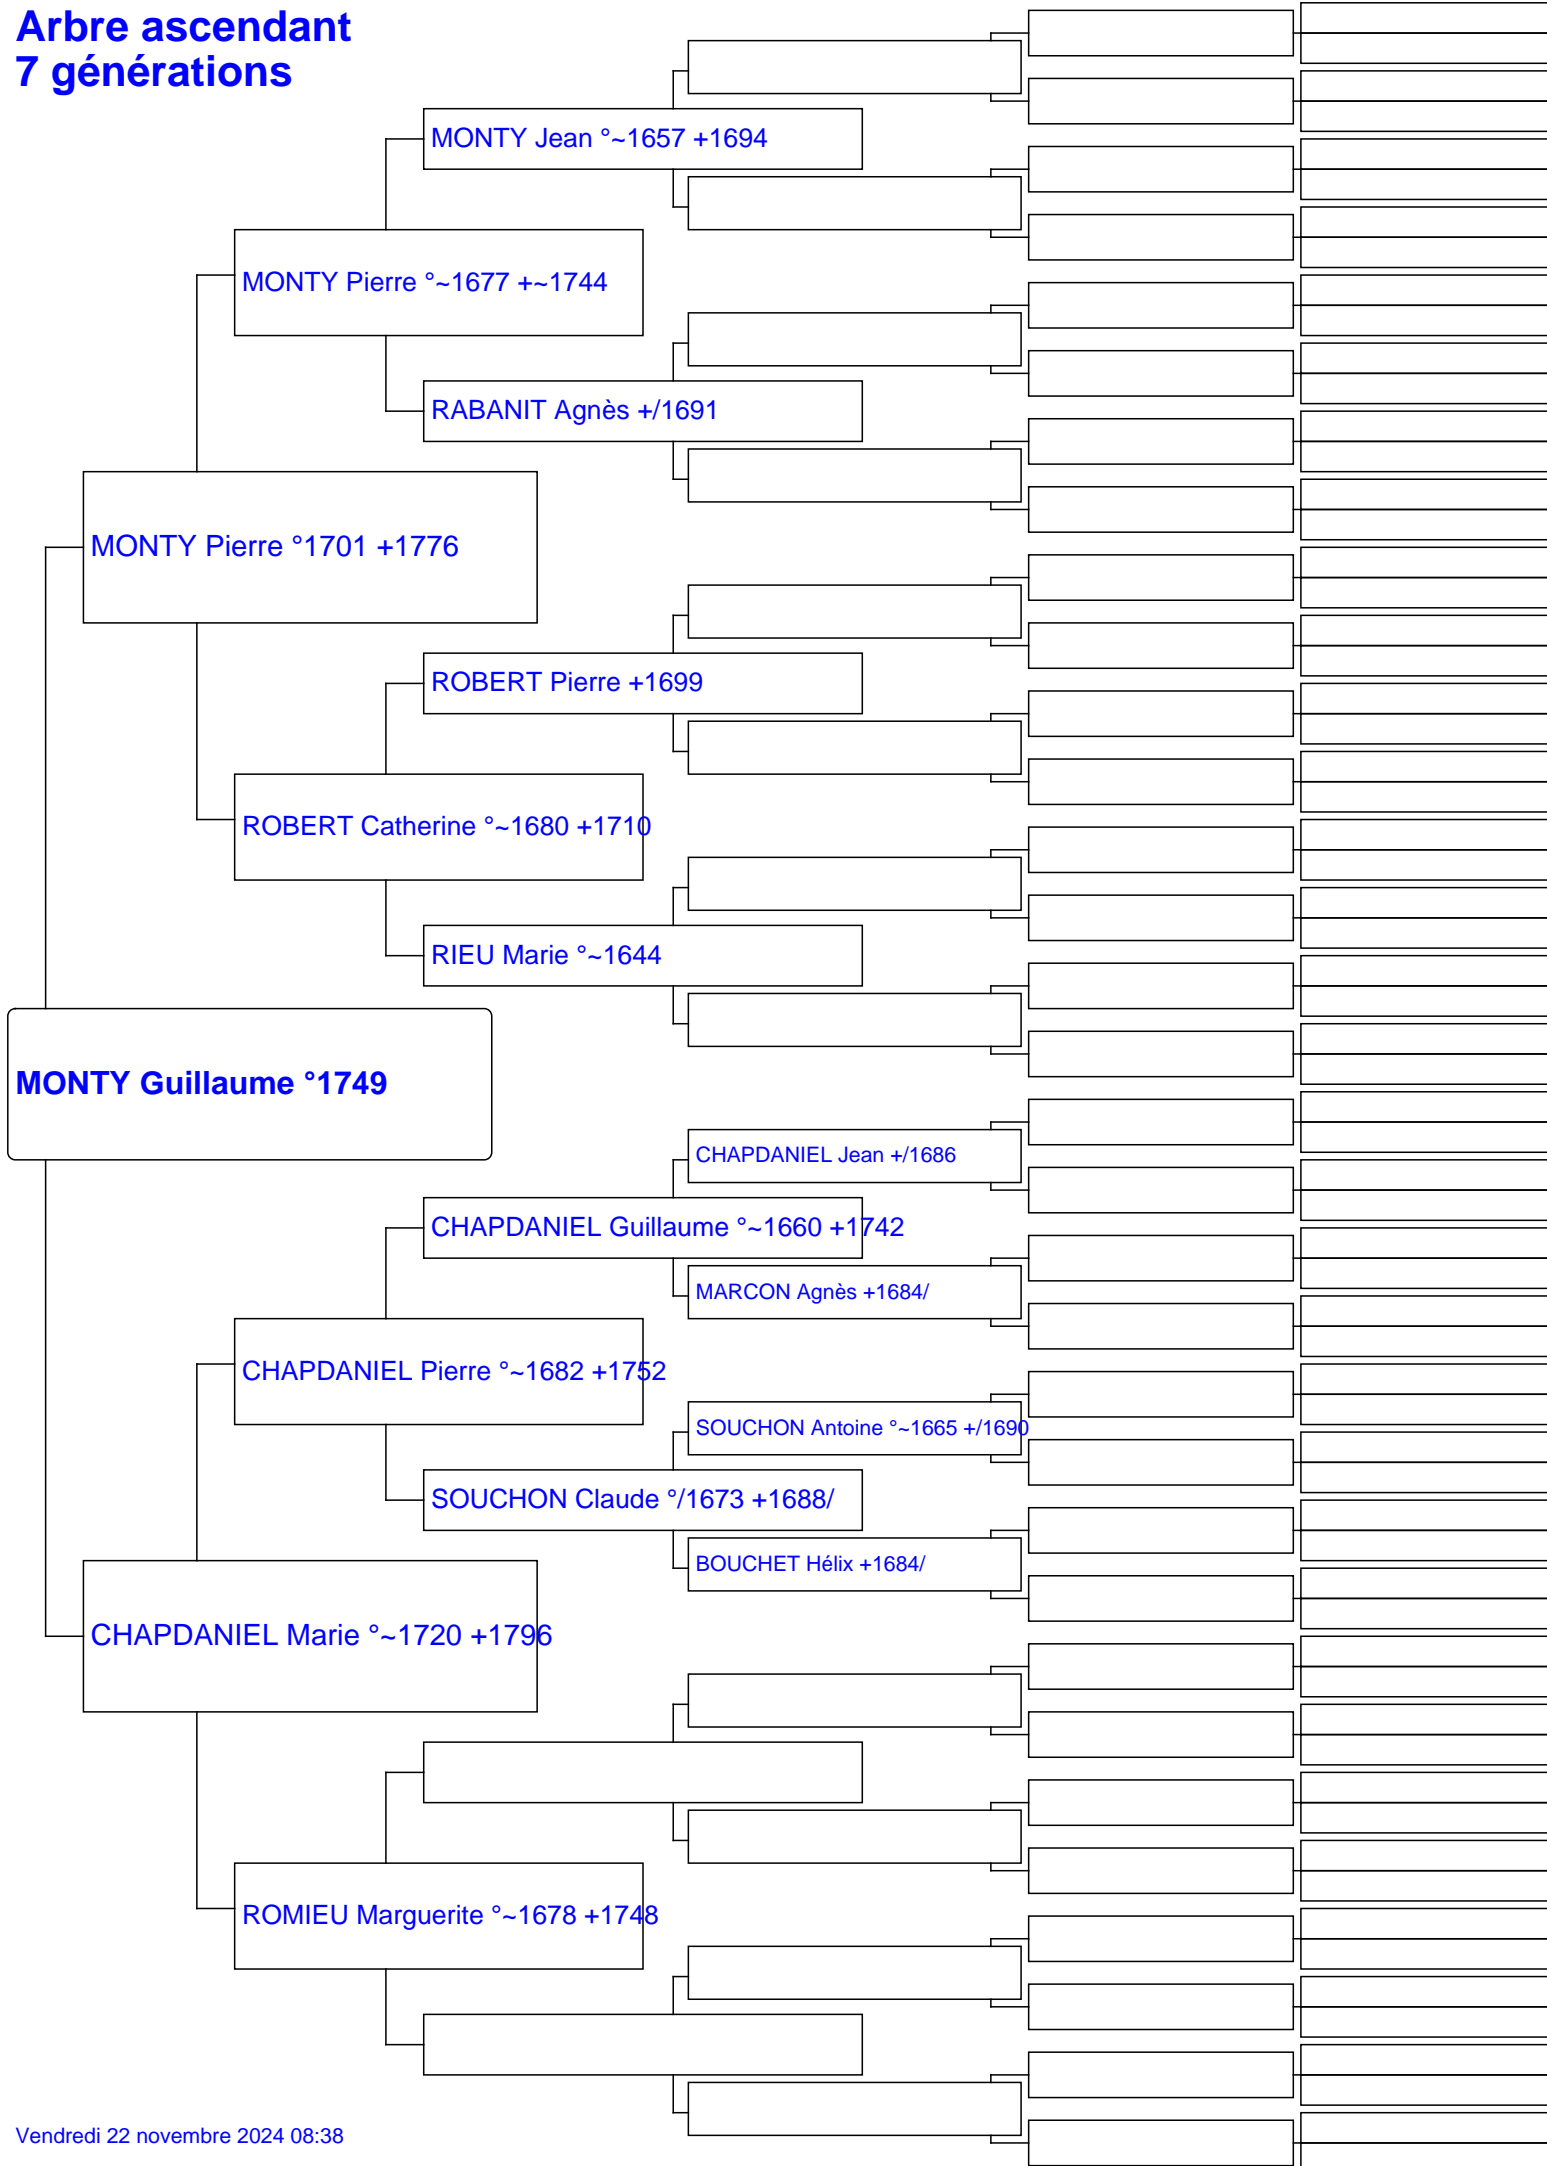 Arbre ascendant
7 générations
MONTY Jean °~1657 +1694
MONTY Pierre °~1677 +~1744
RABANIT Agnès +/1691
MONTY Pierre °1701 +1776
ROBERT Pierre +1699
ROBERT Catherine °~1680 +1710
RIEU Marie °~1644
MONTY Guillaume °1749
CHAPDANIEL Jean +/1686
CHAPDANIEL Guillaume °~1660 +1742
MARCON Agnès +1684/
CHAPDANIEL Pierre °~1682 +1752
SOUCHON Antoine °~1665 +/1690
SOUCHON Claude °/1673 +1688/
BOUCHET Hélix +1684/
CHAPDANIEL Marie °~1720 +1796
ROMIEU Marguerite °~1678 +1748
Vendredi 22 novembre 2024 08:38